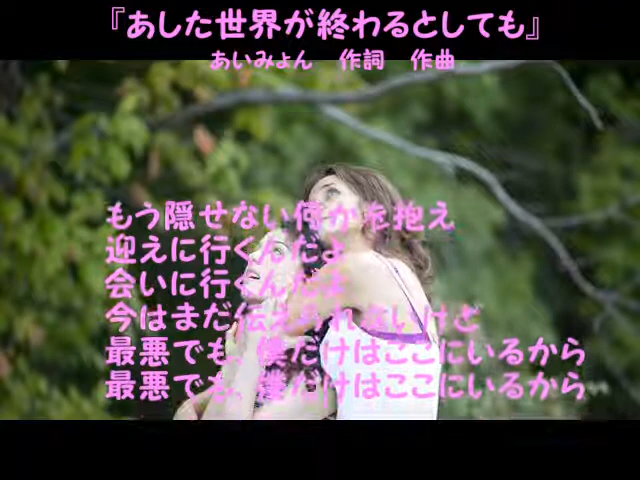 『あした世界が終わるとしても』
あいみょん 作詞 作曲
もう隠せない何かを抱え
迎えに行くんだよ
会いに行くんだよ
今はまだ伝えきれないけど
最悪でも、僕だけはここにいるから
最悪でも、僕だけはここにいるから